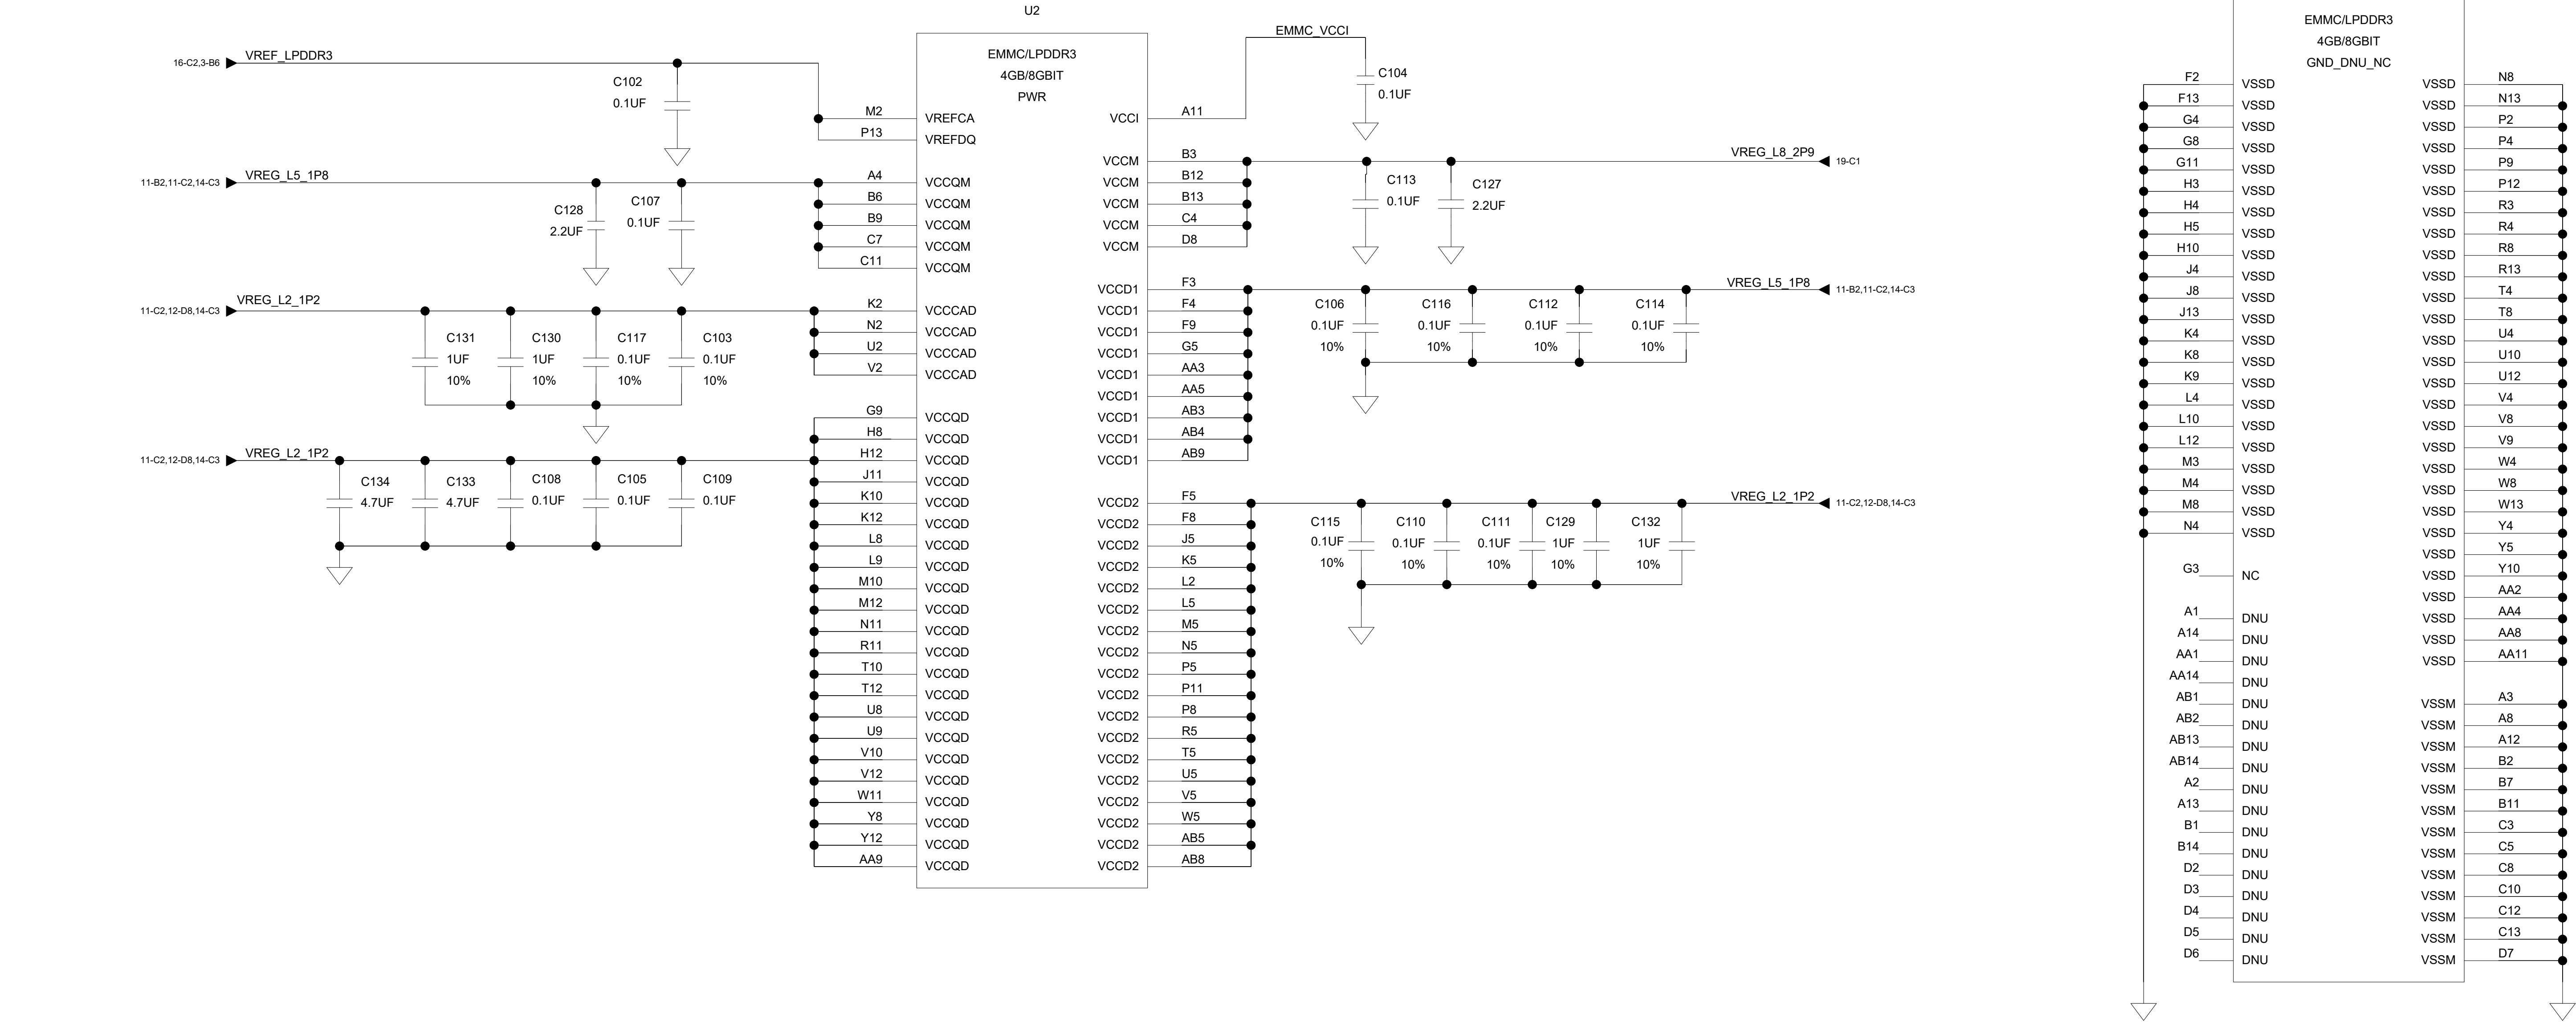 U2
EMMC/LPDDR3
4GB/8GBIT
PWR
16-C2,3-B6 VREF_LPDDR3
C102
0.1UF
M2 VREFCA
P13 VREFDQ
11-B2,11-C2,14-C3 VREG_L5_1P8
C128
2.2UF
C107
0.1UF
A4 VCCQM
B6 VCCQM
B9 VCCQM
C7 VCCQM
C11 VCCQM
11-C2,12-D8,14-C3 VREG_L2_1P2
C131
1UF
10%
C130
1UF
10%
C117
0.1UF
10%
C103
0.1UF
10%
K2 VCCCAD
N2 VCCCAD
U2 VCCCAD
V2 VCCCAD
11-C2,12-D8,14-C3 VREG_L2_1P2
C134
4.7UF
C133
4.7UF
C108
0.1UF
C105
0.1UF
C109
0.1UF
G9 VCCQD
H8 VCCQD
H12 VCCQD
J11 VCCQD
K10 VCCQD
K12 VCCQD
L8 VCCQD
L9 VCCQD
M10 VCCQD
M12 VCCQD
N11 VCCQD
R11 VCCQD
T10 VCCQD
T12 VCCQD
U8 VCCQD
U9 VCCQD
V10 VCCQD
V12 VCCQD
W11 VCCQD
Y8 VCCQD
Y12 VCCQD
AA9 VCCQD
EMMC_VCCI
C104
0.1UF
VCCI A11
VCCM B3
VCCM B12
VCCM B13
VCCM C4
VCCM D8
VREG_L8_2P9 19-C1
C113
0.1UF
C127
2.2UF
VCCD1 F3
VCCD1 F4
VCCD1 F9
VCCD1 G5
VCCD1 AA3
VCCD1 AA5
VCCD1 AB3
VCCD1 AB4
VCCD1 AB9
VREG_L5_1P8 11-B2,11-C2,14-C3
C106
0.1UF
10%
C116
0.1UF
10%
C112
0.1UF
10%
C114
0.1UF
10%
VCCD2 F5
VCCD2 F8
VCCD2 J5
VCCD2 K5
VCCD2 L2
VCCD2 L5
VCCD2 M5
VCCD2 N5
VCCD2 P5
VCCD2 P11
VCCD2 P8
VCCD2 R5
VCCD2 T5
VCCD2 U5
VCCD2 V5
VCCD2 W5
VCCD2 AB5
VCCD2 AB8
VREG_L2_1P2 11-C2,12-D8,14-C3
C115
0.1UF
10%
C110
0.1UF
10%
C111
0.1UF
10%
C129
1UF
10%
C132
1UF
10%
EMMC/LPDDR3
4GB/8GBIT
GND_DNU_NC
F2 VSSD
F13 VSSD
G4 VSSD
G8 VSSD
G11 VSSD
H3 VSSD
H4 VSSD
H5 VSSD
H10 VSSD
J4 VSSD
J8 VSSD
J13 VSSD
K4 VSSD
K8 VSSD
K9 VSSD
L4 VSSD
L10 VSSD
L12 VSSD
M3 VSSD
M4 VSSD
M8 VSSD
N4 VSSD
G3 NC
A1 DNU
A14 DNU
AA1 DNU
AA14 DNU
AB1 DNU
AB2 DNU
AB13 DNU
AB14 DNU
A2 DNU
A13 DNU
B1 DNU
B14 DNU
D2 DNU
D3 DNU
D4 DNU
D5 DNU
D6 DNU
VSSD N8
VSSD N13
VSSD P2
VSSD P4
VSSD P9
VSSD P12
VSSD R3
VSSD R4
VSSD R8
VSSD R13
VSSD T4
VSSD T8
VSSD U4
VSSD U10
VSSD U12
VSSD V4
VSSD V8
VSSD V9
VSSD W4
VSSD W8
VSSD W13
VSSD Y4
VSSD Y5
VSSD Y10
VSSD AA2
VSSD AA4
VSSD AA8
VSSD AA11
VSSM A3
VSSM A8
VSSM A12
VSSM B2
VSSM B7
VSSM B11
VSSM C3
VSSM C5
VSSM C8
VSSM C10
VSSM C12
VSSM C13
VSSM D7